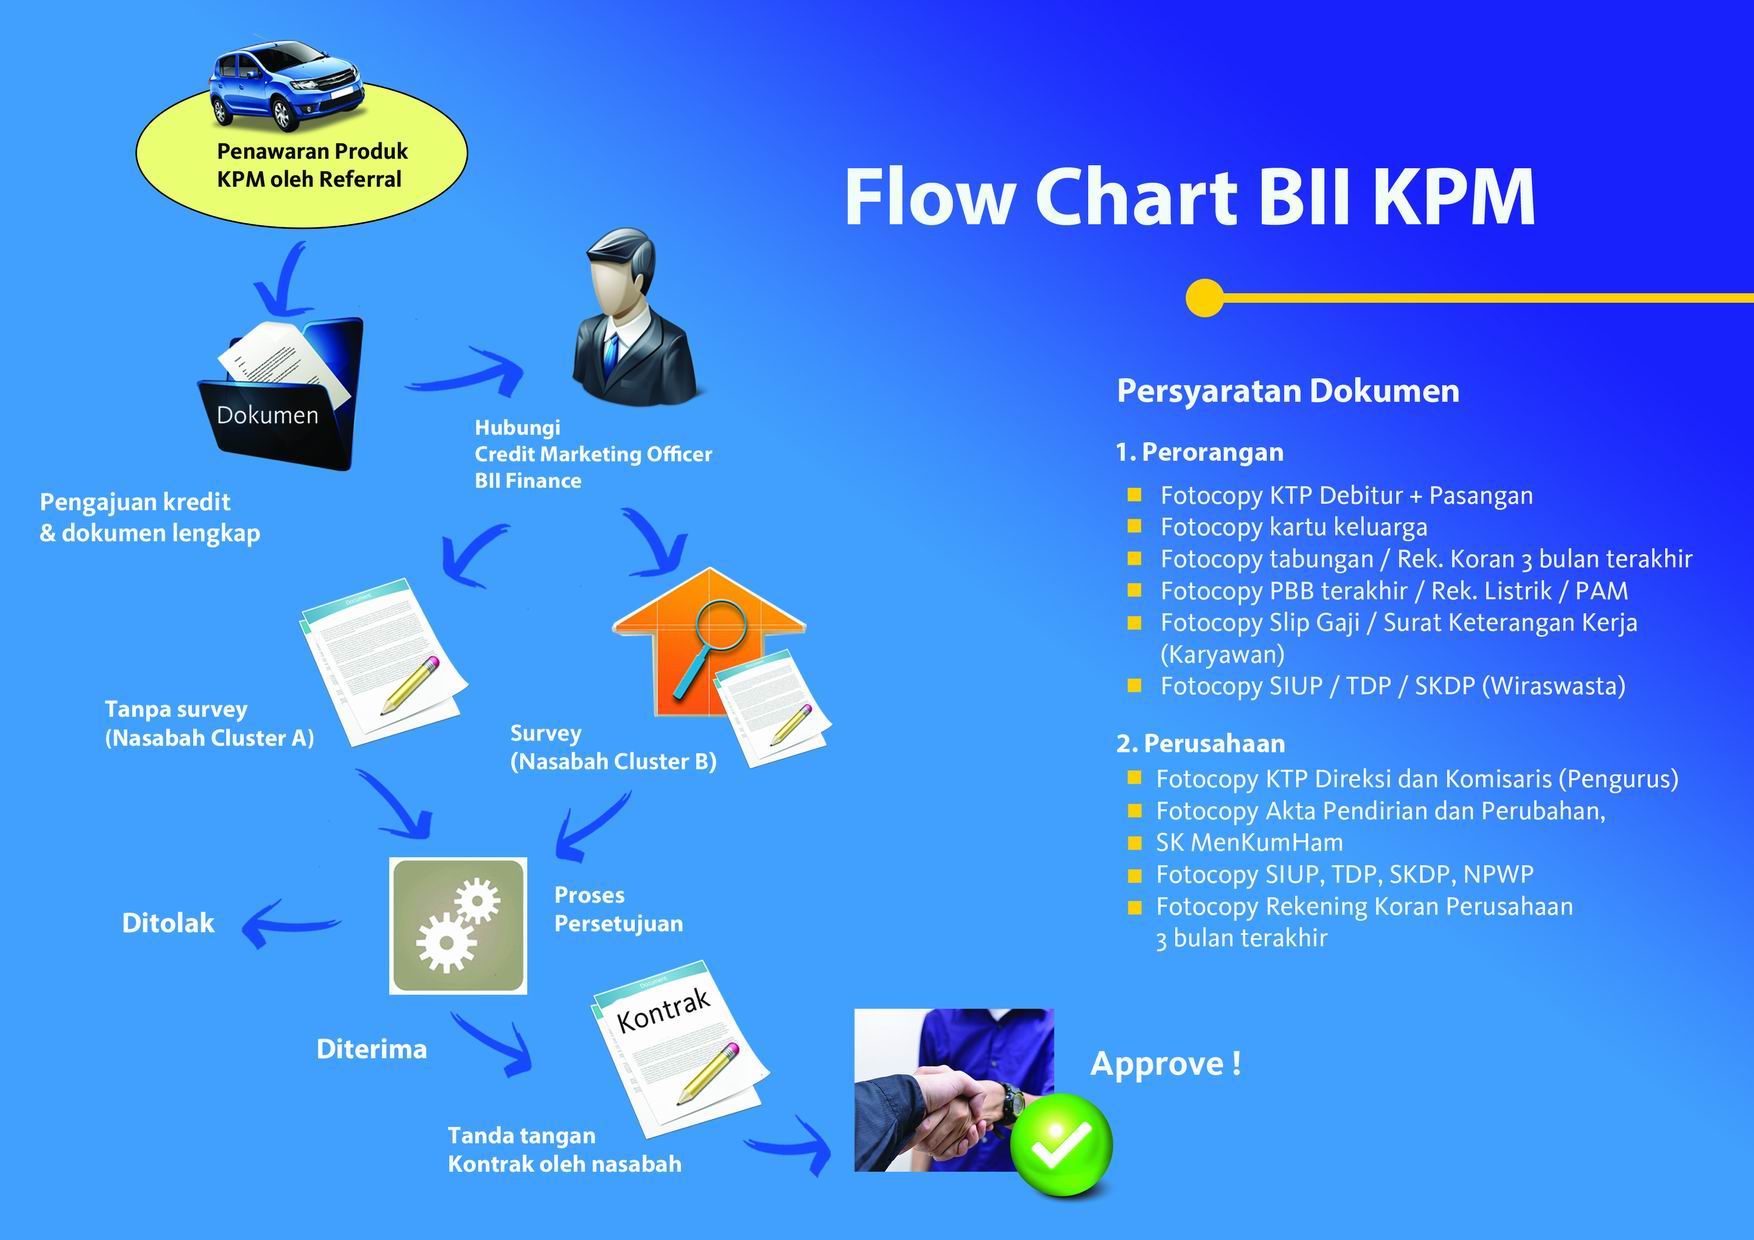 Penawaran Produk
KPM oleh Referral
Flow Chart BII KPM
Dokumen
Pengajuan kredit
& dokumen lengkap
Hubungi
Credit Marketing Officer
BII Finance
Document
Tanpa survey
(Nasabah Cluster A)
Survey
(Nasabah Cluster B)
Proses
Persetujuan
Ditolak
Diterima
Document
Kontrak
Tanda tangan
Kontrak oleh nasabah
Approve !
Persyaratan Dokumen
1. Perorangan
Fotocopy KTP Debitur + Pasangan
Fotocopy kartu keluarga
Fotocopy tabungan / Rek. Koran 3 bulan terakhir
Fotocopy PBB terakhir / Rek. Listrik / PAM
Fotocopy Slip Gaji / Surat Keterangan Kerja
(Karyawan)
Fotocopy SIUP / TDP / SKDP (Wiraswasta)
2. Perusahaan
Fotocopy KTP Direksi dan Komisaris (Pengurus)
Fotocopy Akta Pendirian dan Perubahan,
SK MenKumHam
Fotocopy SIUP, TDP, SKDP, NPWP
Fotocopy Rekening Koran Perusahaan
3 bulan terakhir